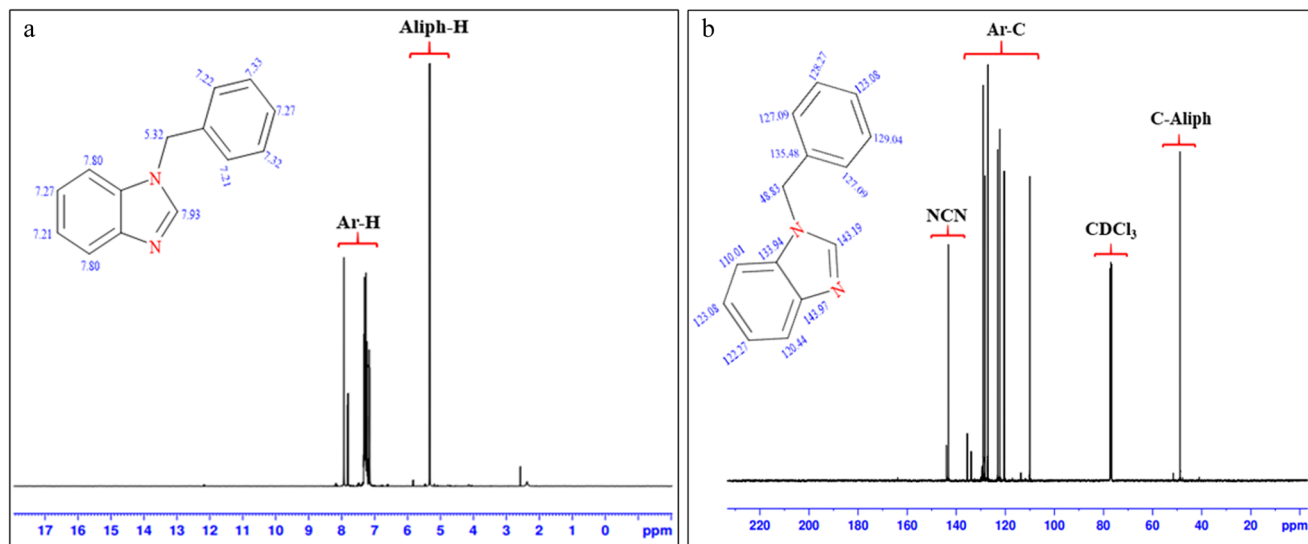 a
Aliph-H
7.22
7.33
7.27
7.32
7.21
5.32
7.80
N
7.27
7.93
7.21
N
7.80
Ar-H
17 16 15 14 13 12 11 10 9 8 7 6 5 4 3 2 1 0 ppm
b
Ar-C
128.27
123.08
127.09
129.04
135.48
127.09
48.83
C-Aliph
NCN
CDCl₃
N
143.19
133.94
110.01
N
143.97
123.08
122.27
120.44
220 200 180 160 140 120 100 80 60 40 20 ppm